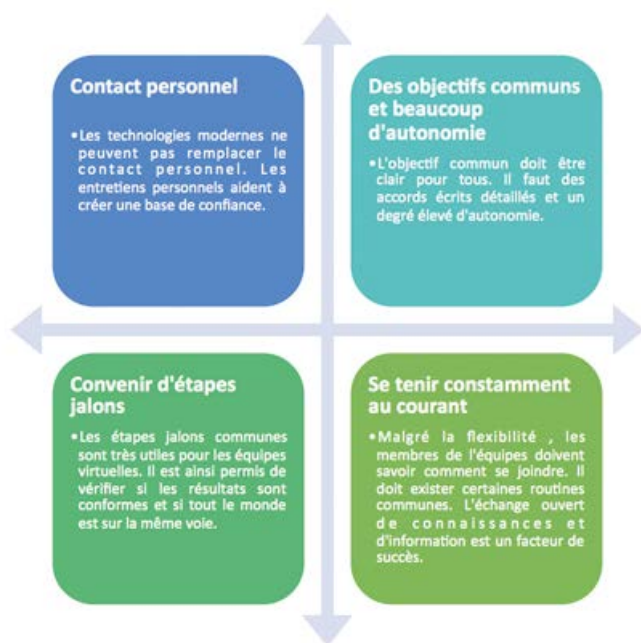 Contact personnel
•Les technologies modernes ne
peuvent pas remplacer le
contact personnel. Les
entretiens personnels aident à
créer une base de confiance.
Des objectifs communs
et beaucoup
d'autonomie
•L'objectif commun doit être
clair pour tous. Il faut des
accords écrits détaillés et un
degré élevé d'autonomie.
Convenir d'étapes
jalons
•Les étapes jalons communes
sont très utiles pour les équipes
virtuelles. Il est ainsi permis de
vérifier si les résultats sont
conformes et si tout le monde
est sur la même voie.
Se tenir constamment
au courant
•Malgré la flexibilité , les
membres de l'équipes doivent
savoir comment se joindre. Il
doit exister certaines routines
communes. L'échange ouvert
de connaissances et
d'information est un facteur de
succès.